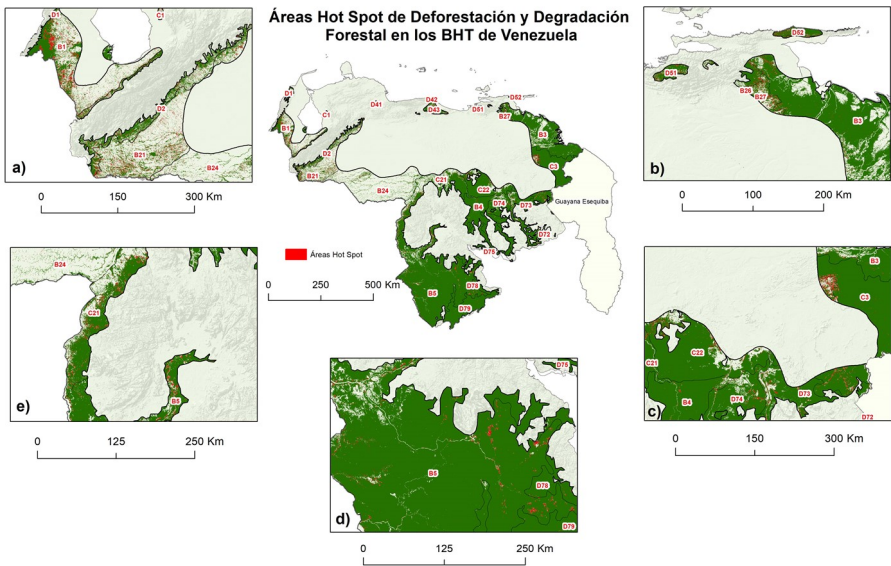 Áreas Hot Spot de Deforestación y Degradación
Forestal en los BHT de Venezuela
D1
C1
B1
D2
B21
B24
a)
0 150 300 Km
D1
B1
C1
D2
B21
D41
D42
D43
D51
D52
B27
B3
C3
B24
C21
C22
D74
D73
B4
Guayana Esequiba
D72
D75
B5
D78
D79
Áreas Hot Spot
0 250 500 Km
D52
D51
B26
B27
B3
b)
0 100 200 Km
B24
C21
B5
e)
0 125 250 Km
D75
B5
D78
D79
d)
0 125 250 Km
B3
C3
C21
C22
B4
D74
D73
D72
c)
0 150 300 Km